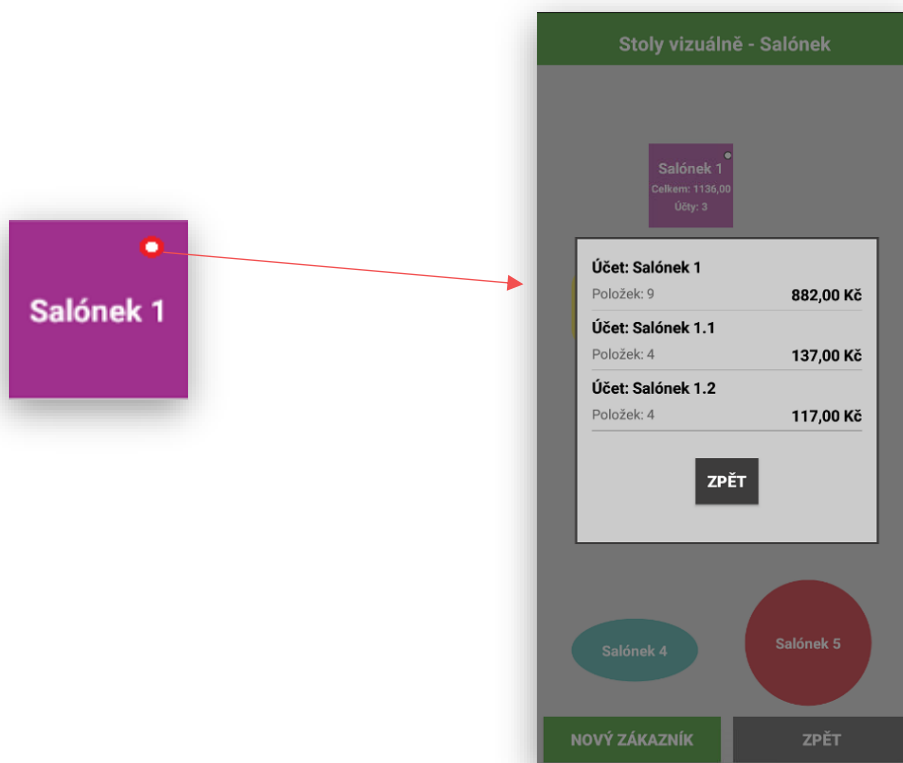 Salónek 1
Stoly vizuálně - Salónek
Salónek 1
Celkem: 1136,00
Účty: 3
Účet: Salónek 1
Položek: 9 882,00 Kč
Účet: Salónek 1.1
Položek: 4 137,00 Kč
Účet: Salónek 1.2
Položek: 4 117,00 Kč
ZPĚT
Salónek 4 Salónek 5
NOVÝ ZÁKAZNÍK ZPĚT